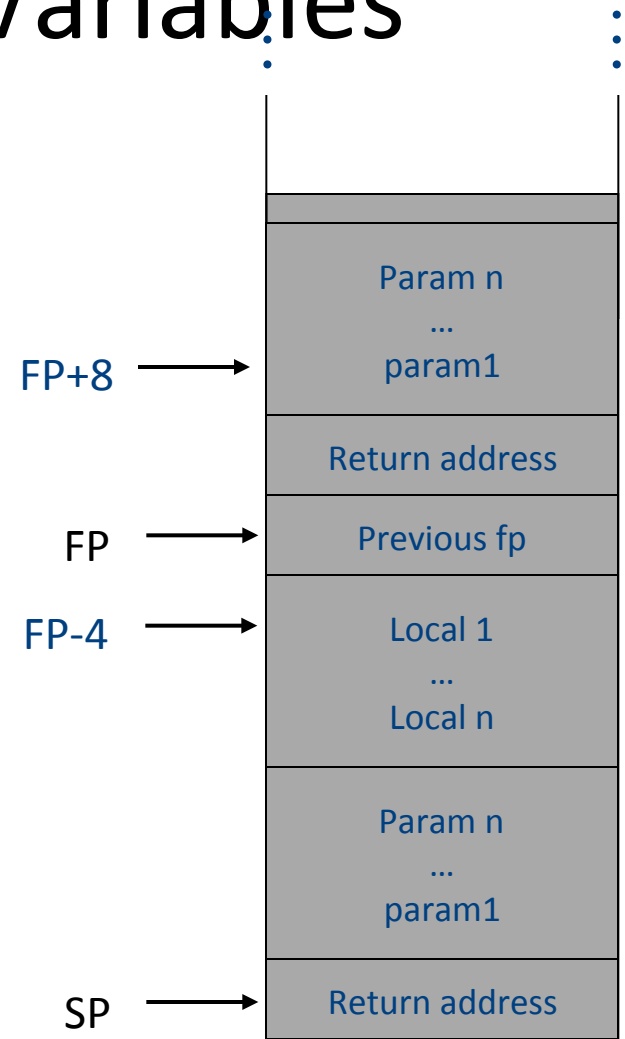 Variables
Param n
...
param1
FP+8
Return address
FP
Previous fp
FP-4
Local 1
...
Local n
Param n
...
param1
SP
Return address